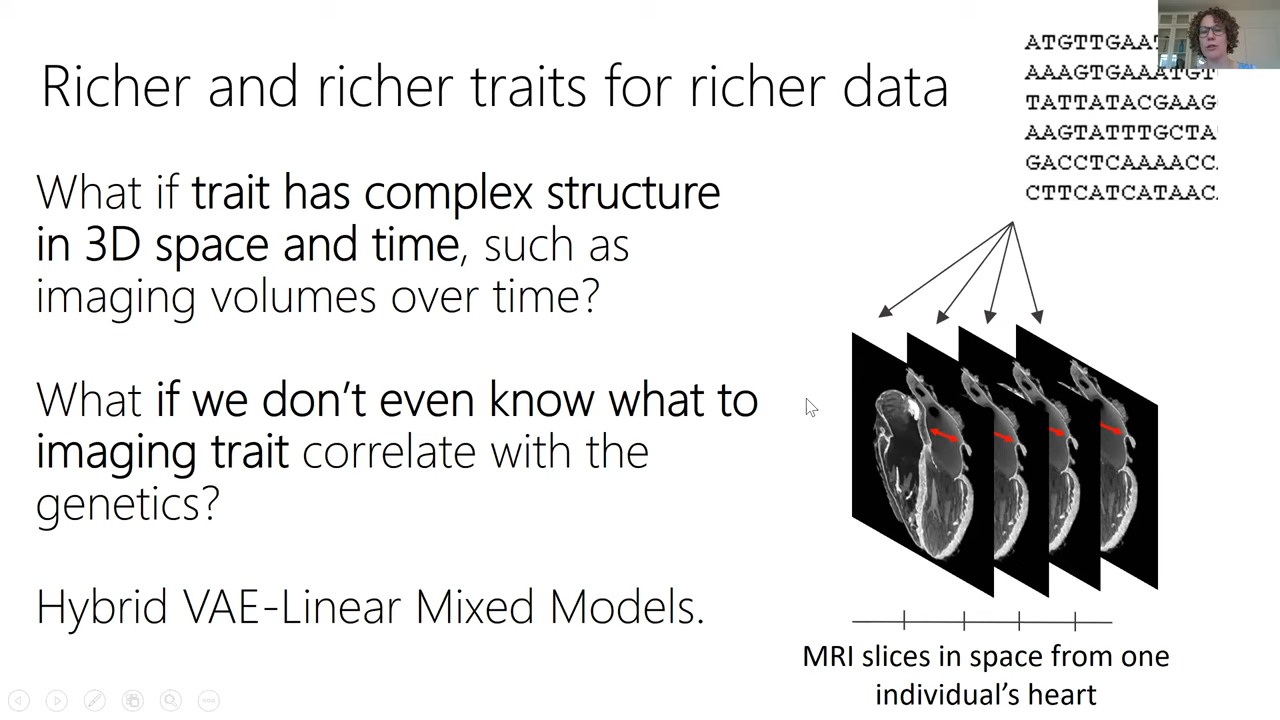 Richer and richer traits for richer data
What if trait has complex structure
in 3D space and time, such as
imaging volumes over time?
What if we don’t even know what to
imaging trait correlate with the
genetics?
Hybrid VAE-Linear Mixed Models.
ATGTTGAAT
AAAGTGAAATGT
TATTATACGAAG
AAGTATTTGCTA
GACCTCAAAACC
CTTCATCATAAC
MRI slices in space from one
individual’s heart